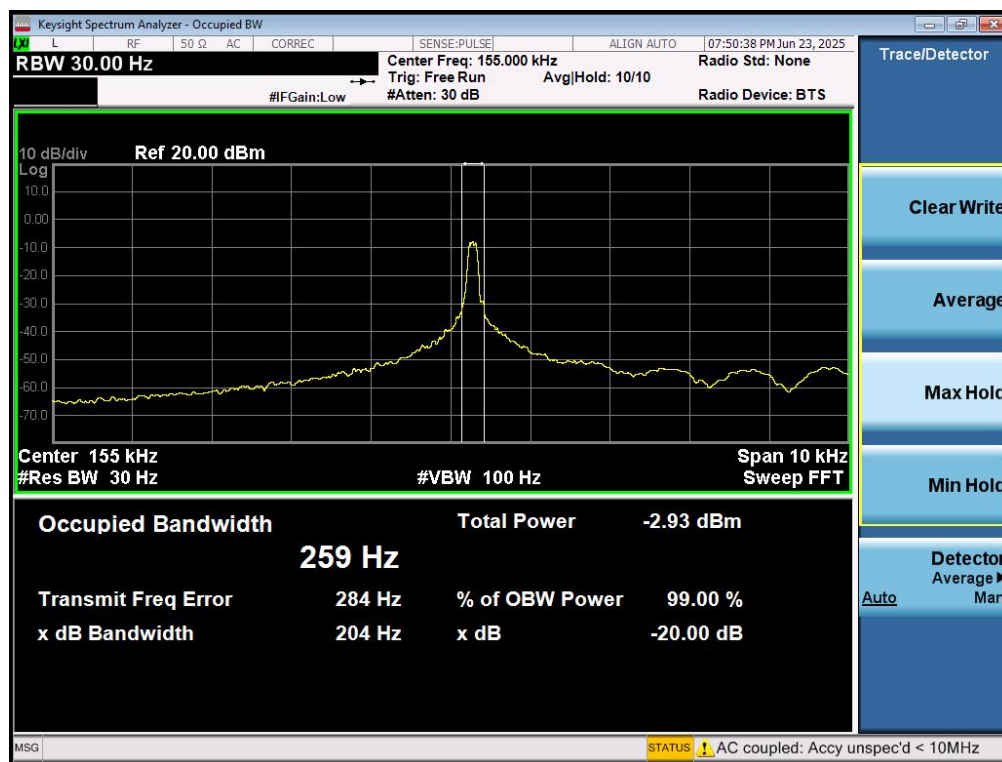 Keysight Spectrum Analyzer - Occupied BW
LXI L RF 50 Ω AC CORREC SENSE:PULSE ALIGN AUTO 07:50:38 PM Jun 23, 2025
RBW 30.00 Hz
Center Freq: 155.000 kHz
Radio Std: None
Trig: Free Run Avg|Hold: 10/10
#IFGain:Low #Atten: 30 dB
Radio Device: BTS
10 dB/div Ref 20.00 dBm
Log
10.0
0.00
-10.0
-20.0
-30.0
-40.0
-50.0
-60.0
-70.0
Center 155 kHz Span 10 kHz
#Res BW 30 Hz #VBW 100 Hz Sweep FFT
Occupied Bandwidth Total Power -2.93 dBm
259 Hz
Transmit Freq Error 284 Hz % of OBW Power 99.00 %
x dB Bandwidth 204 Hz x dB -20.00 dB
Trace/Detector
Clear Write
Average
Max Hold
Min Hold
Detector
Average
Auto Man
MSG STATUS AC coupled: Accy unspec'd < 10MHz